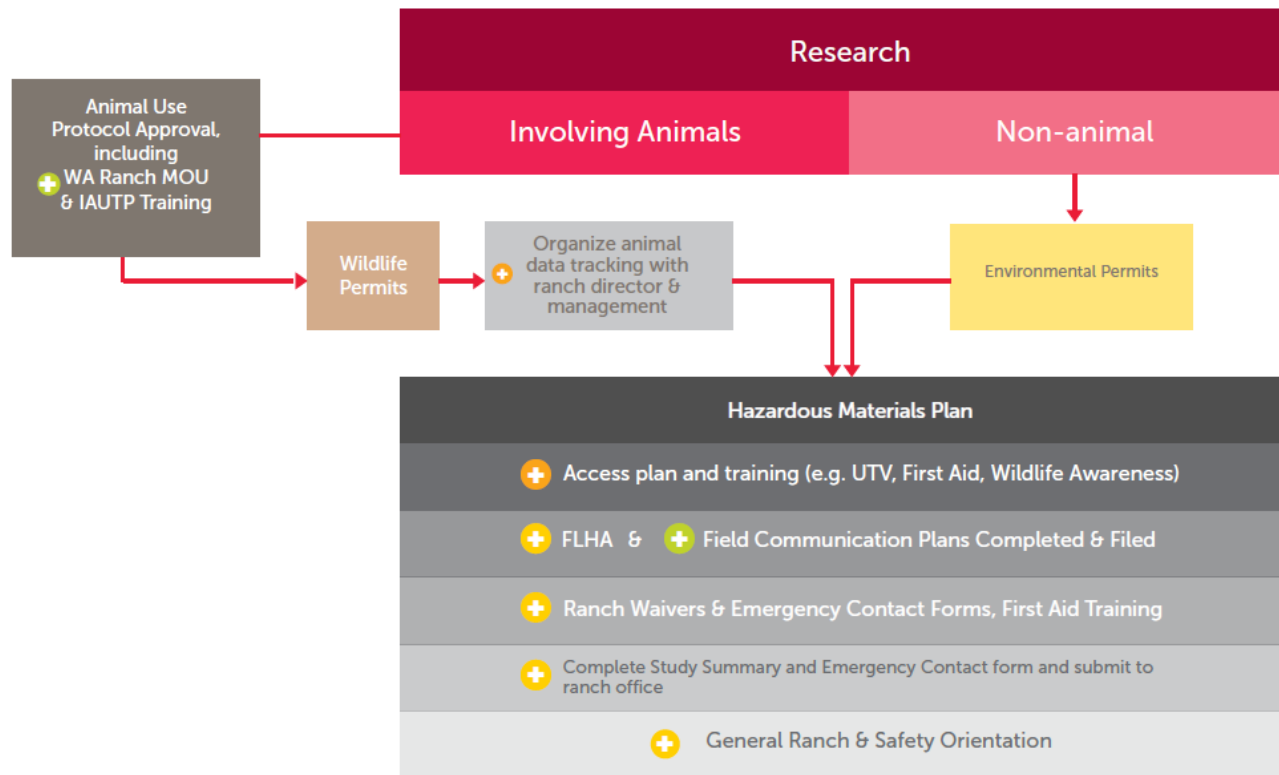 Research
Involving Animals
Non-animal
Animal Use
Protocol Approval,
including
WA Ranch MOU
& IAUTP Training
Wildlife
Permits
Organize animal
data tracking with
ranch director &
management
Environmental Permits
Hazardous Materials Plan
Access plan and training (e.g. UTV, First Aid, Wildlife Awareness)
FLHA & Field Communication Plans Completed & Filed
Ranch Waivers & Emergency Contact Forms, First Aid Training
Complete Study Summary and Emergency Contact form and submit to
ranch office
General Ranch & Safety Orientation